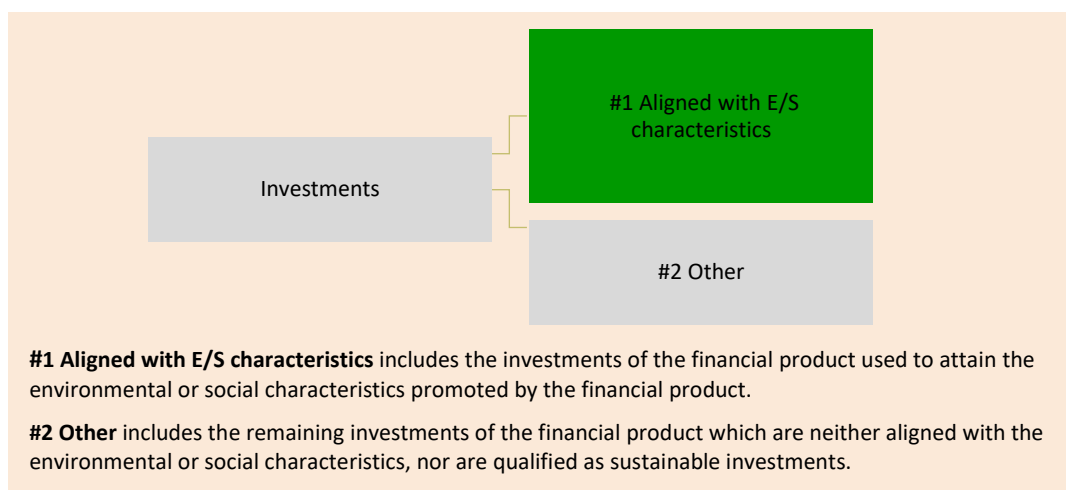 #1 Aligned with E/S
characteristics
Investments
#2 Other
#1 Aligned with E/S characteristics includes the investments of the financial product used to attain the
environmental or social characteristics promoted by the financial product.
#2 Other includes the remaining investments of the financial product which are neither aligned with the
environmental or social characteristics, nor are qualified as sustainable investments.